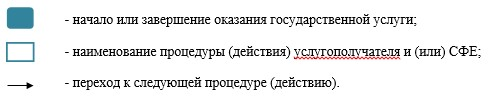 - начало или завершение оказания государственной услуги;
- наименование процедуры (действия) услугополучателя и (или) СФЕ;
- переход к следующей процедуре (действию).